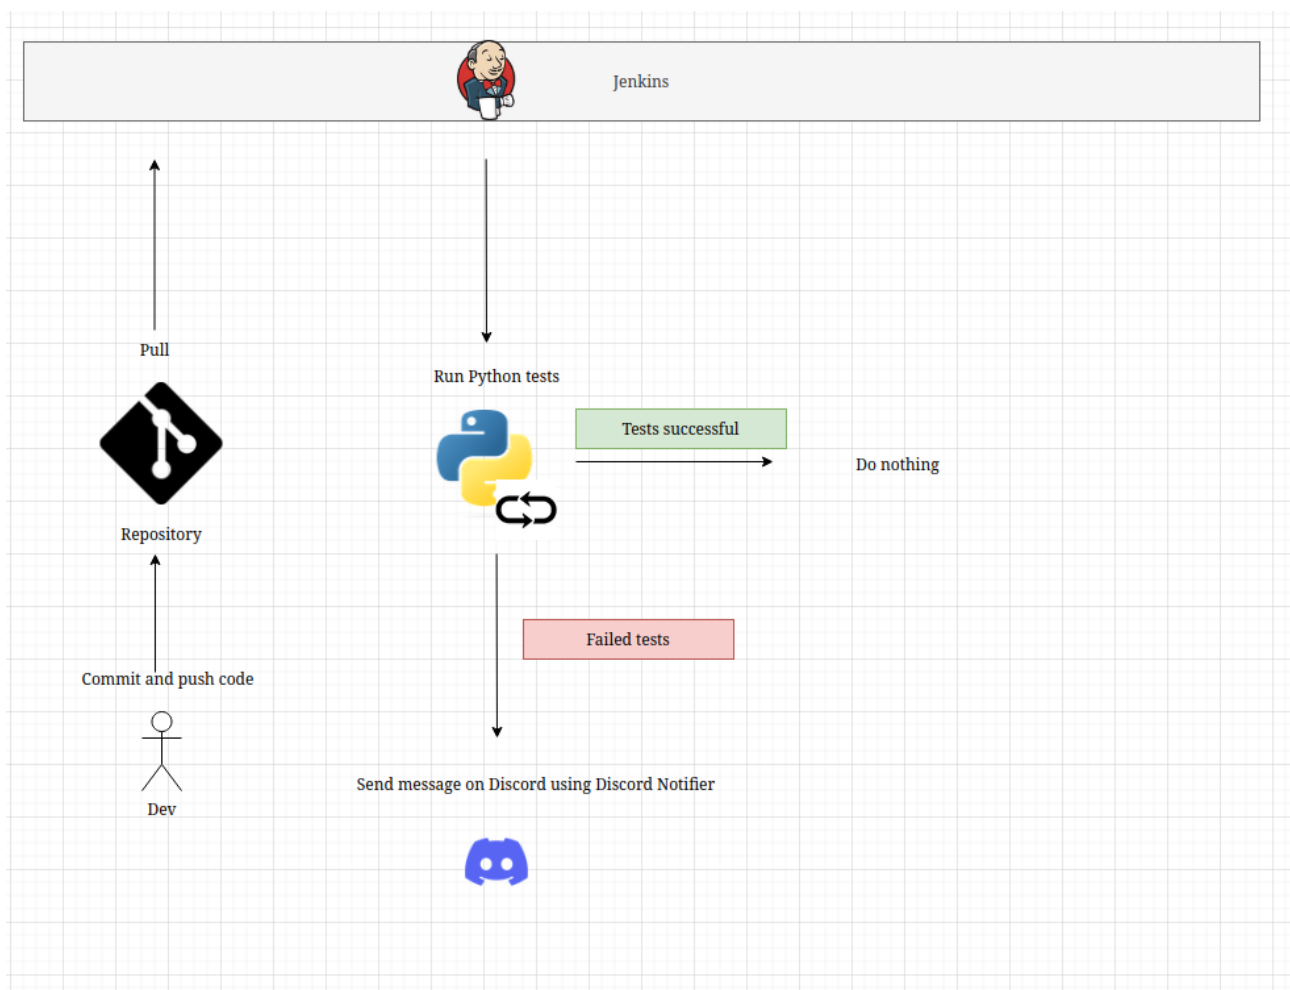 Jenkins
Pull
Run Python tests
Tests successful
Do nothing
Repository
Failed tests
Commit and push code
Send message on Discord using Discord Notifier
Dev